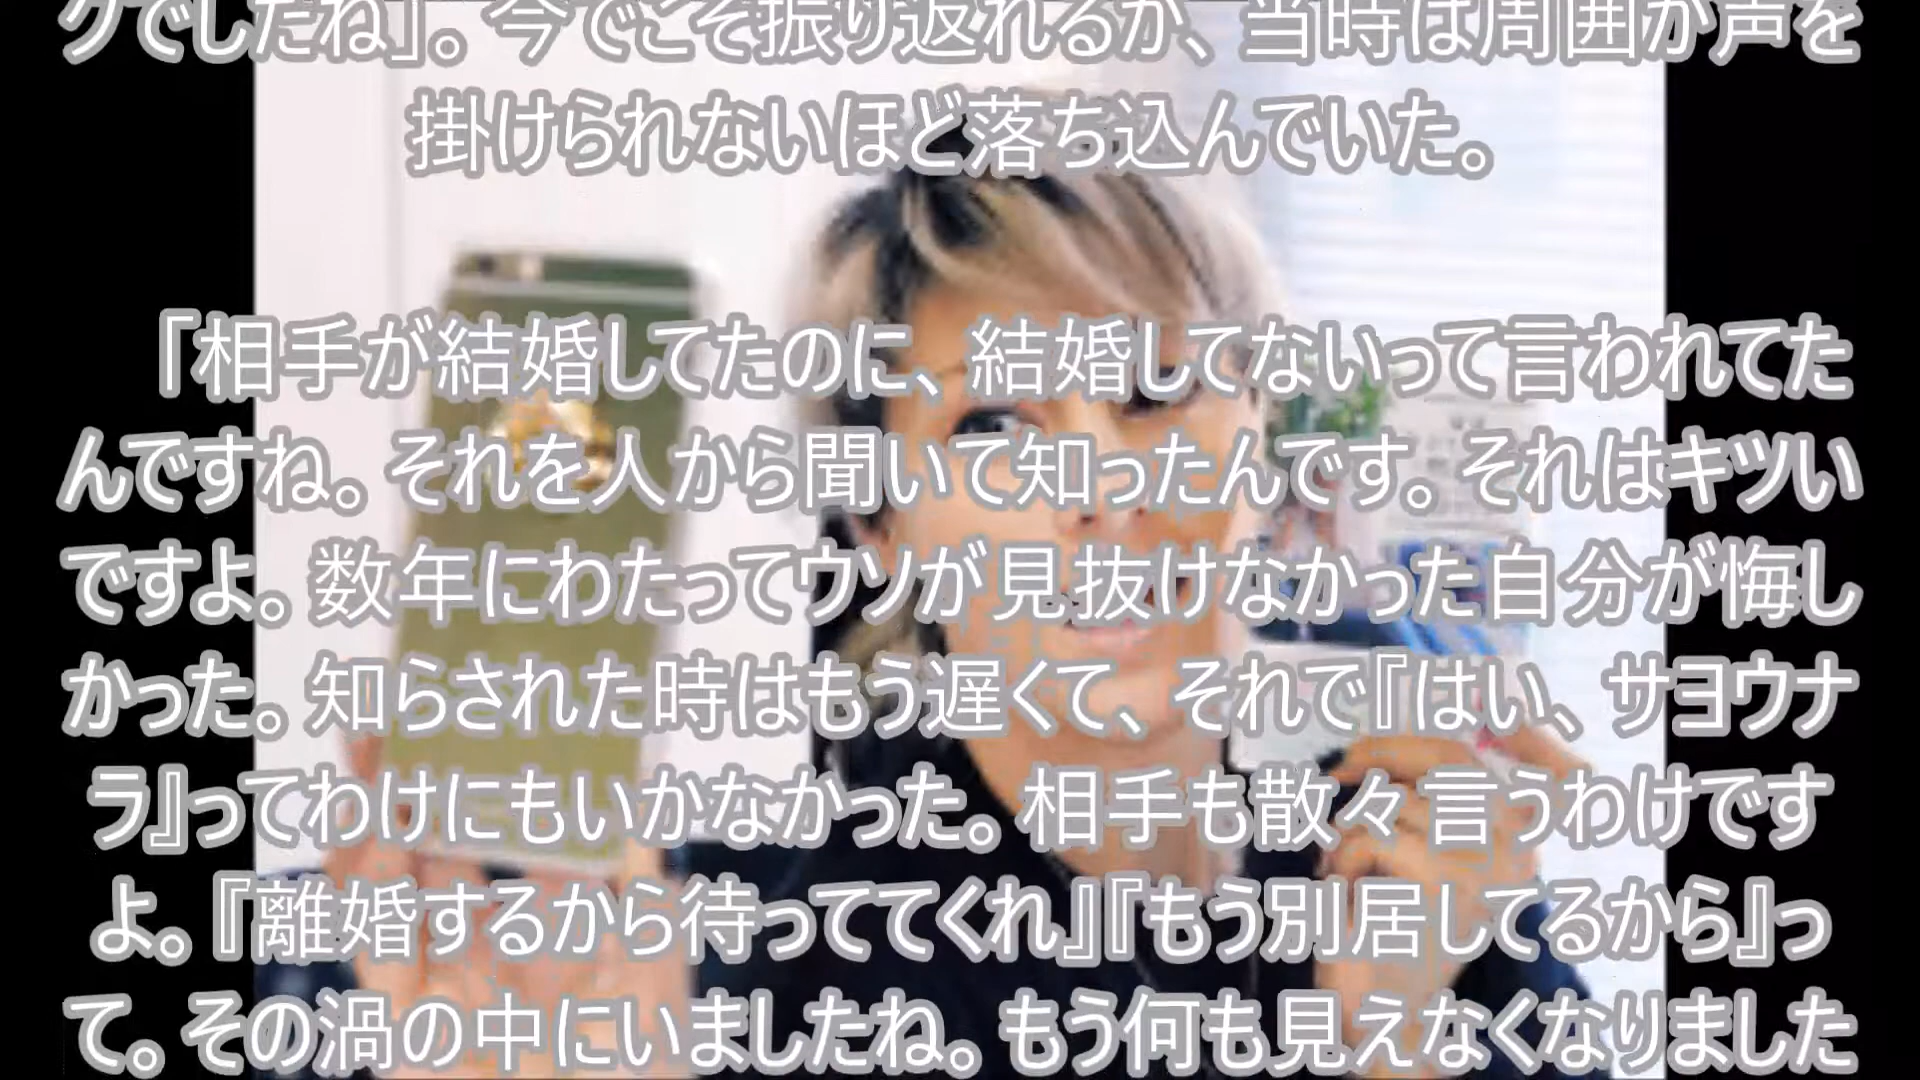 クでしたね」。今でこそ振り返れるが、当時は周囲が声を
掛けられないほど落ち込んでいた。
「相手が結婚してたのに、結婚してないって言われてた
んですね。それを人から聞いて知ったんです。それはキツい
ですよ。数年にわたってウソが見抜けなかった自分が悔し
かった。知らされた時はもう遅くて、それで『はい、サヨウナ
ラ』ってわけにもいかなかった。相手も散々言うわけです
よ。『離婚するから待っててくれ』『もう別居してるから』っ
て。その渦の中にいましたね。もう何も見えなくなりました